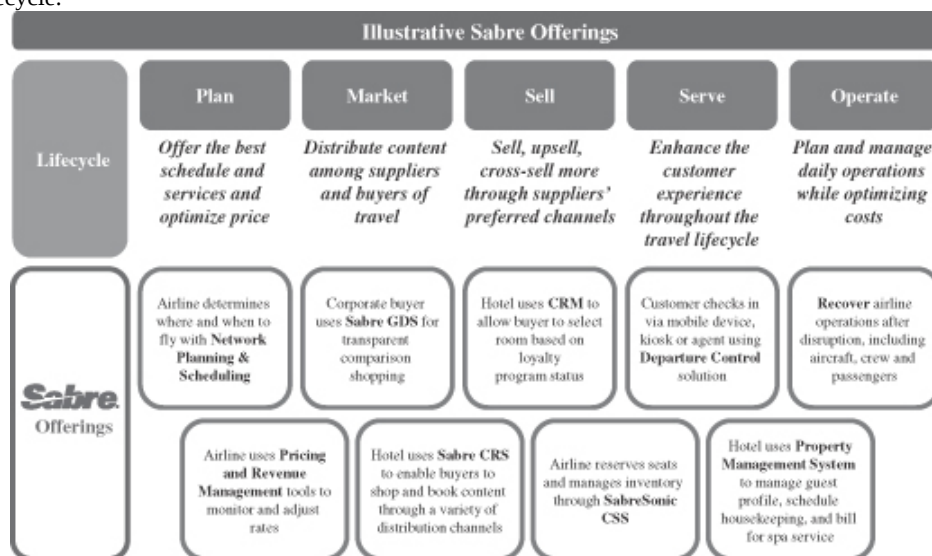 ecycle.
Illustrative Sabre Offerings
Lifecycle
Plan
Market
Sell
Serve
Operate
Offer the best
schedule and
services and
optimize price
Distribute content
among suppliers
and buyers of
travel
Sell, upsell,
cross-sell more
through suppliers'
preferred channels
Enhance the
customer
experience
throughout the
travel lifecycle
Plan and manage
daily operations
while optimizing
costs
Sabre.
Offerings
Airline determines
where and when to
fly with Network
Planning &
Scheduling
Corporate buyer
uses Sabre GDS for
transparent
comparison
shopping
Hotel uses CRM to
allow buyer to select
room based on
loyalty
program status
Customer checks in
via mobile device,
kiosk or agent using
Departure Control
solution
Recover airline
operations after
disruption, including
aircraft, crew and
passengers
Airline uses Pricing
and Revenue
Management tools to
monitor and adjust
rates
Hotel uses Sabre CRS
to enable buyers to
shop and book content
through a variety of
distribution channels
Airline reserves seats
and manages inventory
through SabreSonic
CSS
Hotel uses Property
Management System
to manage guest
profile, schedule
housekeeping, and bill
for spa service